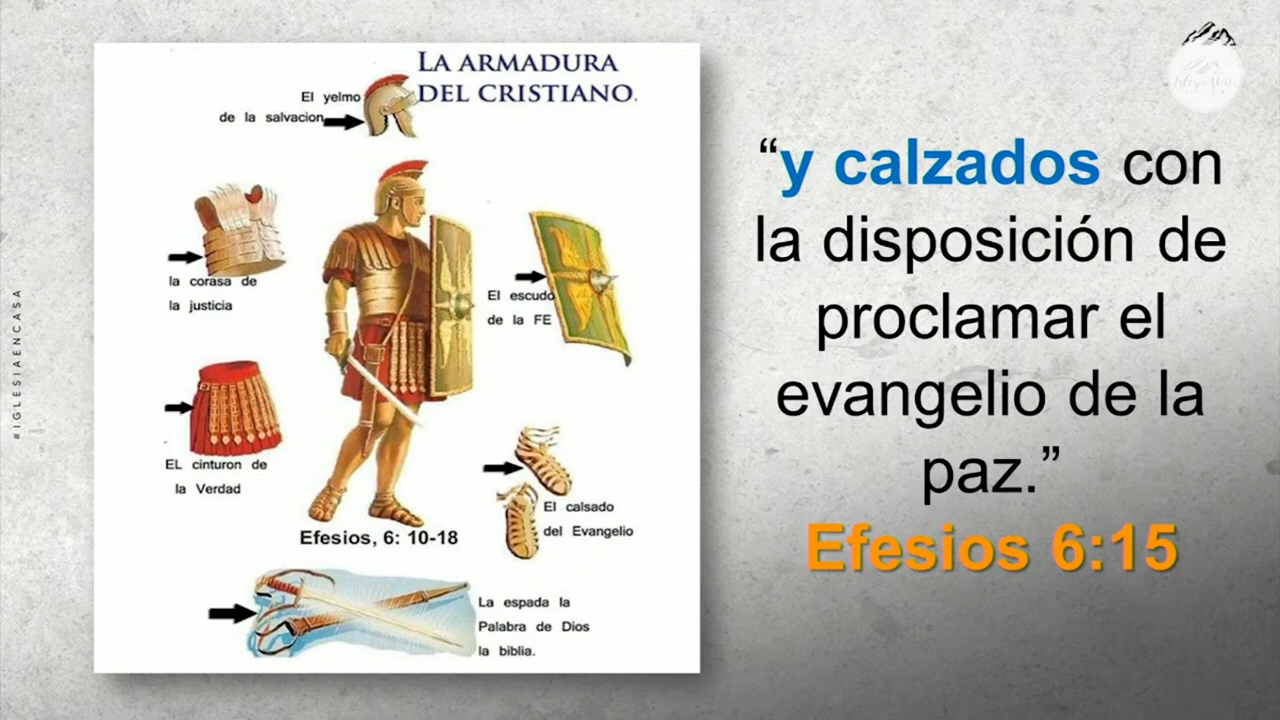 LA ARMADURA
DEL CRISTIANO.
El yelmo
de la salvacion
la corasa de
la justicia
El escudo
de la FE
EL cinturon de
la Verdad
El calsado
del Evangelio
Efesios, 6: 10-18
La espada la
Palabra de Dios
la biblia.
“y calzados con
la disposición de
proclamar el
evangelio de la
paz.”
Efesios 6:15
#IGLESIAENCASA